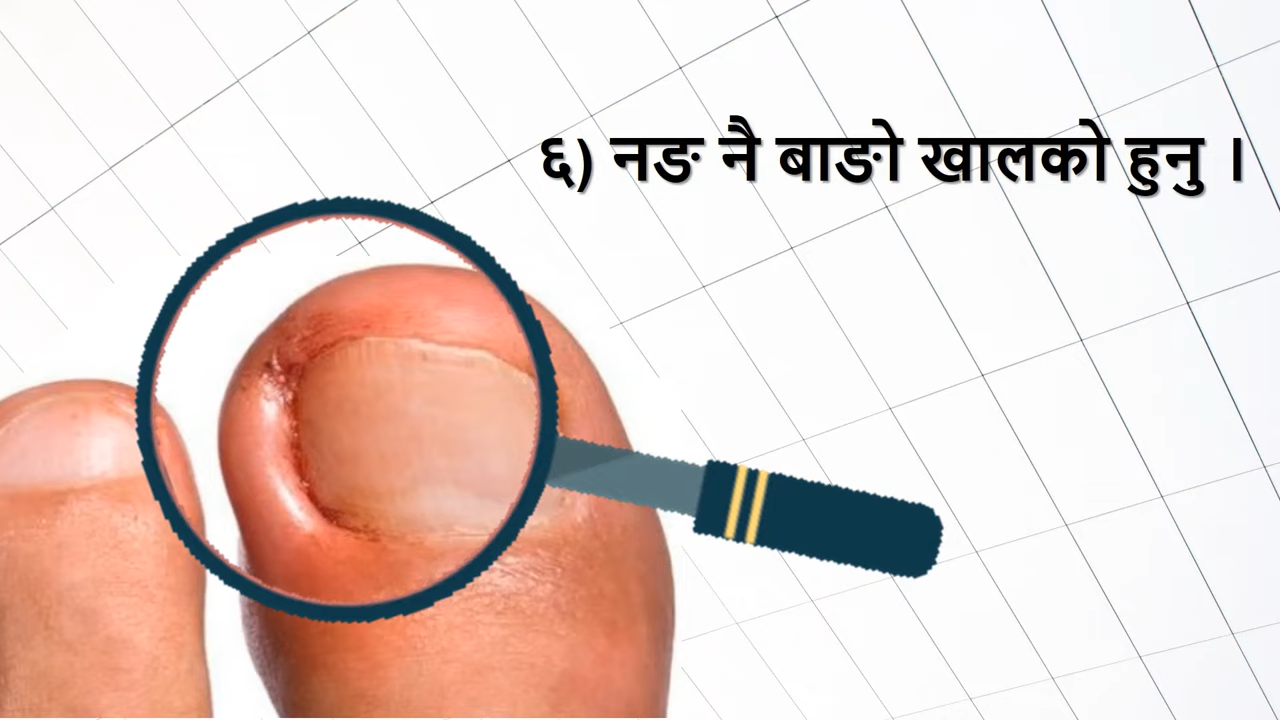 ६) नङ नै बाङो खालको हुनु ।